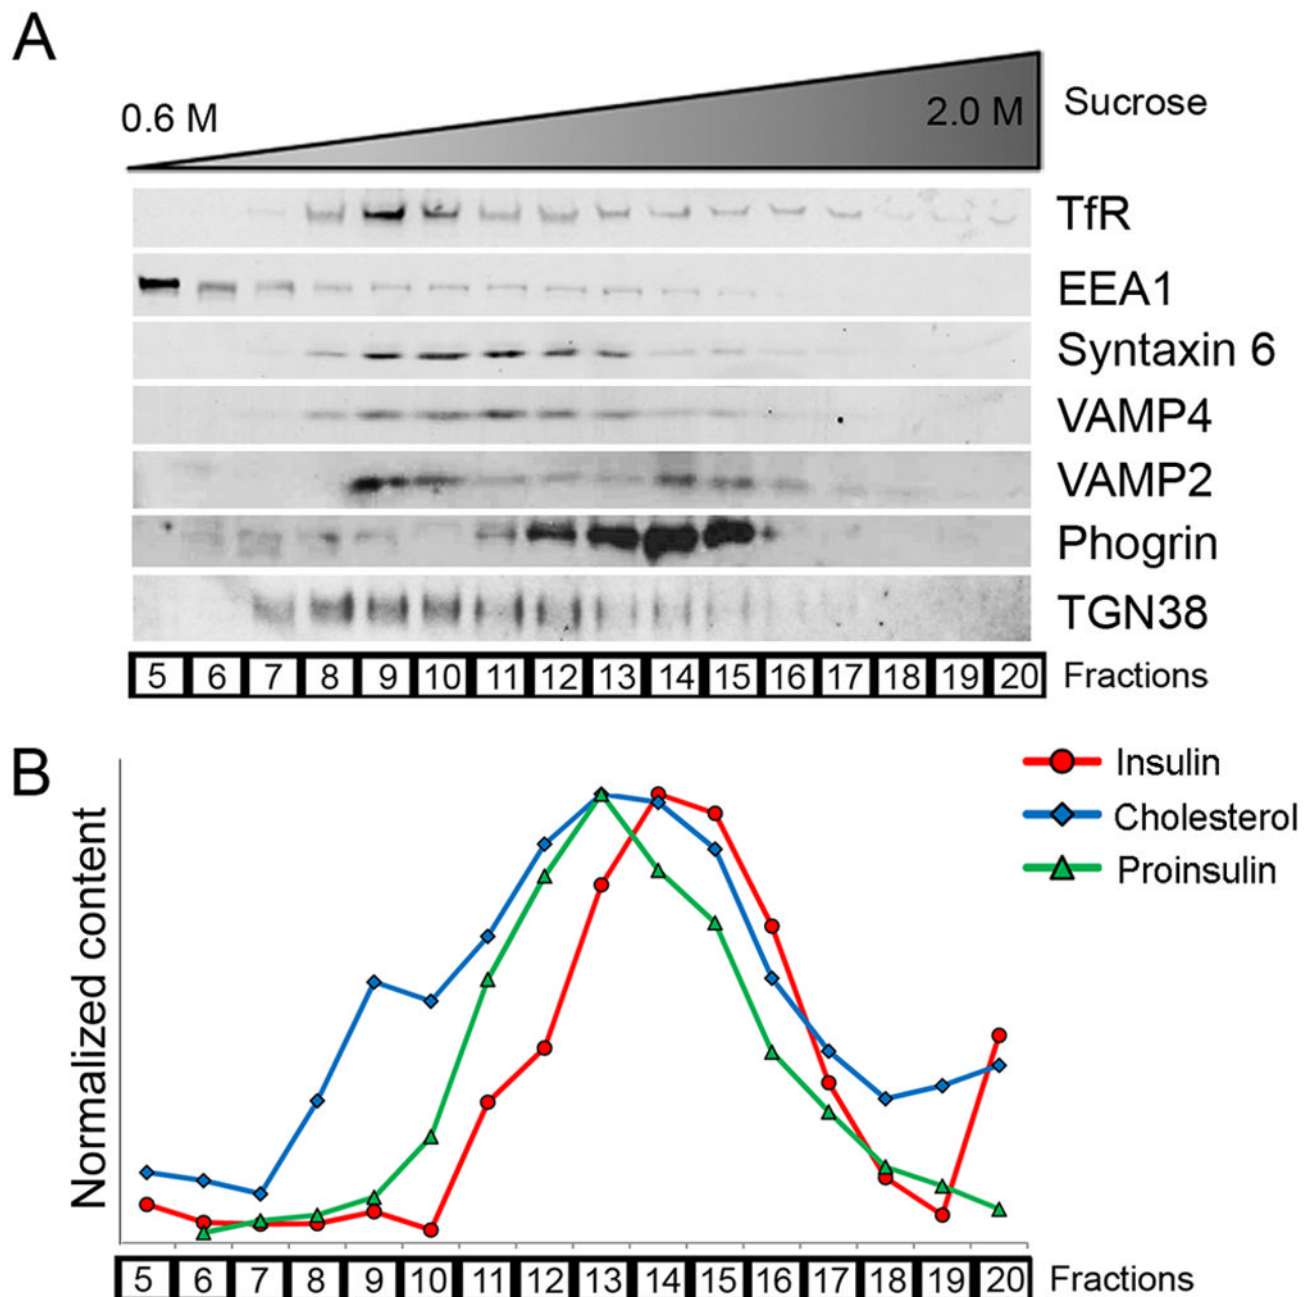 A
0.6 M
2.0 M
Sucrose
TfR
EEA1
Syntaxin 6
VAMP4
VAMP2
Phogrin
TGN38
5 6 7 8 9 10 11 12 13 14 15 16 17 18 19 20 Fractions
B
Normalized content
Insulin
Cholesterol
Proinsulin
5 6 7 8 9 10 11 12 13 14 15 16 17 18 19 20 Fractions